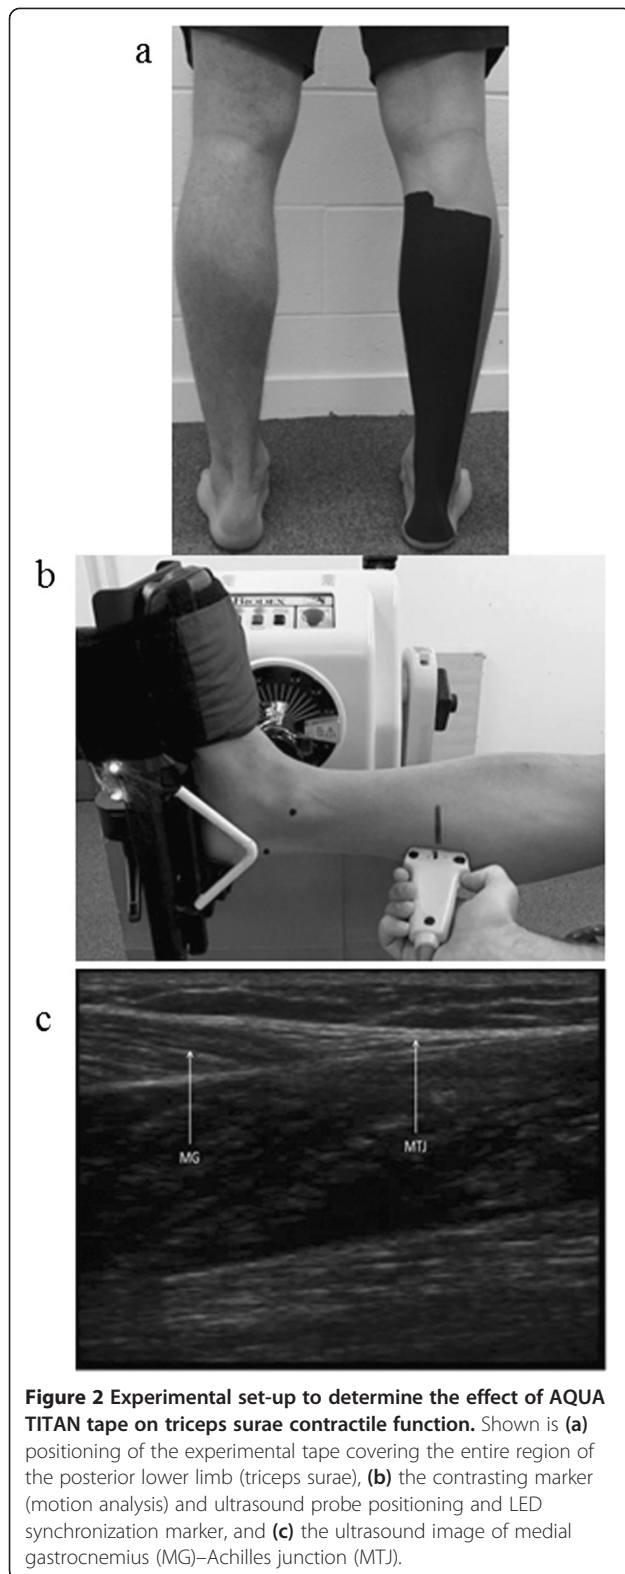 a
b
BIODEX
c
MG
MTJ
Figure 2 Experimental set-up to determine the effect of AQUA
TITAN tape on triceps surae contractile function. Shown is (a)
positioning of the experimental tape covering the entire region of
the posterior lower limb (triceps surae), (b) the contrasting marker
(motion analysis) and ultrasound probe positioning and LED
synchronization marker, and (c) the ultrasound image of medial
gastrocnemius (MG)–Achilles junction (MTJ).